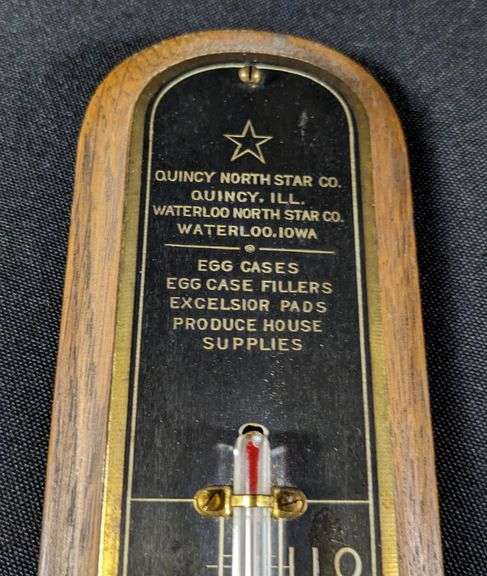 QUINCY NORTH STAR CO.
QUINCY, ILL.
WATERLOO NORTH STAR CO.
WATERLOO, IOWA
EGG CASES
EGG CASE FILLERS
EXCELSIOR PADS
PRODUCE HOUSE
SUPPLIES
110